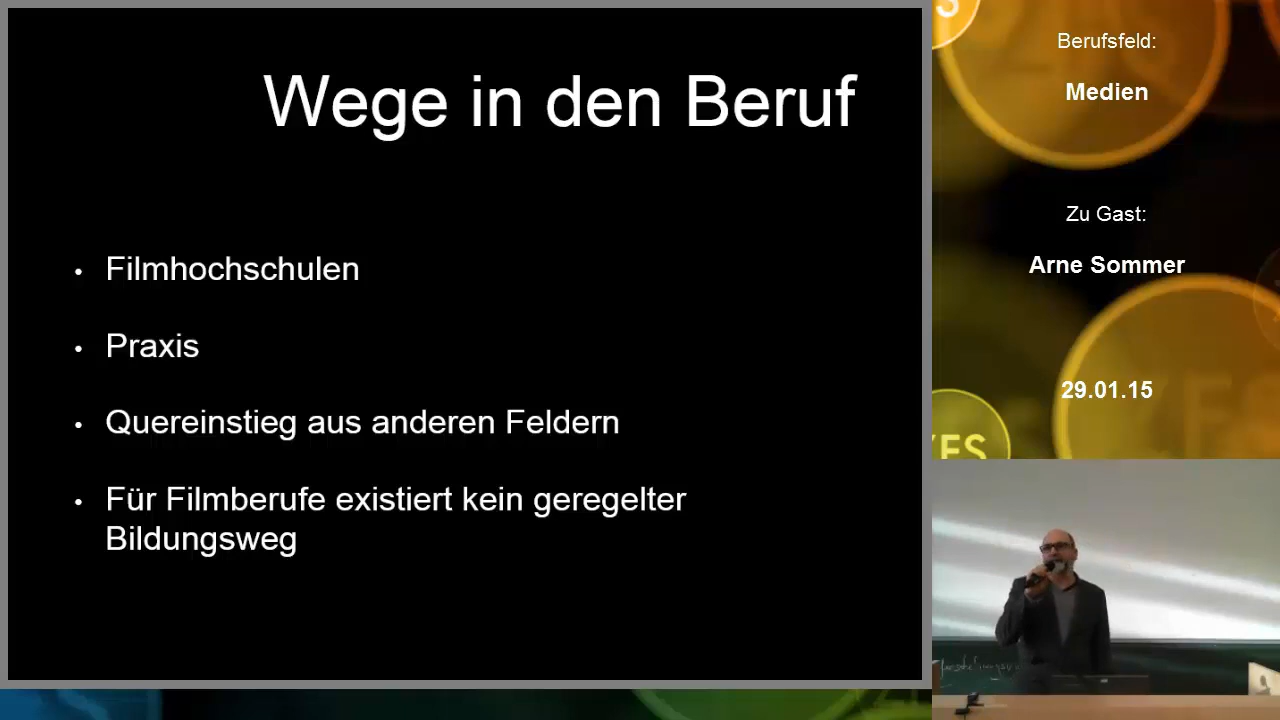 Wege in den Beruf
• Filmhochschulen
• Praxis
• Quereinstieg aus anderen Feldern
• Für Filmberufe existiert kein geregelter
Bildungsweg
Berufsfeld:
Medien
Zu Gast:
Arne Sommer
29.01.15